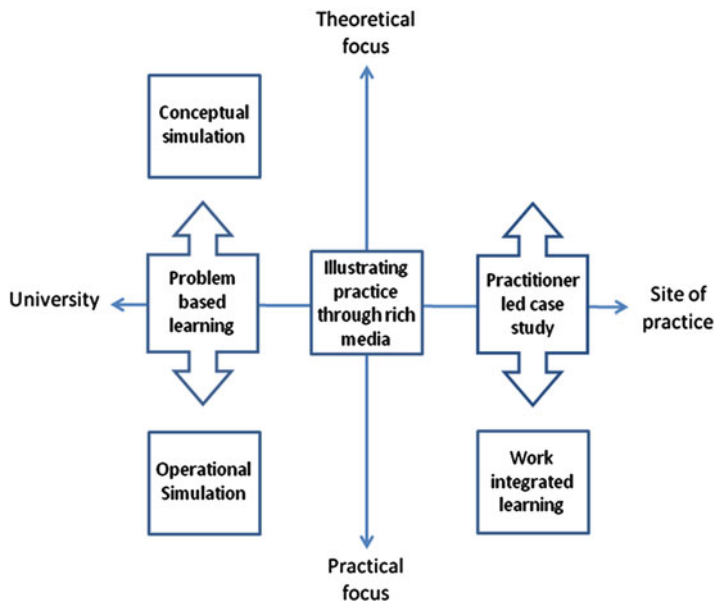 Theoretical
focus
Conceptual
simulation
University
Problem
based
learning
Illustrating
practice
through rich
media
Practitioner
led case
study
Site of
practice
Operational
Simulation
Work
integrated
learning
Practical
focus